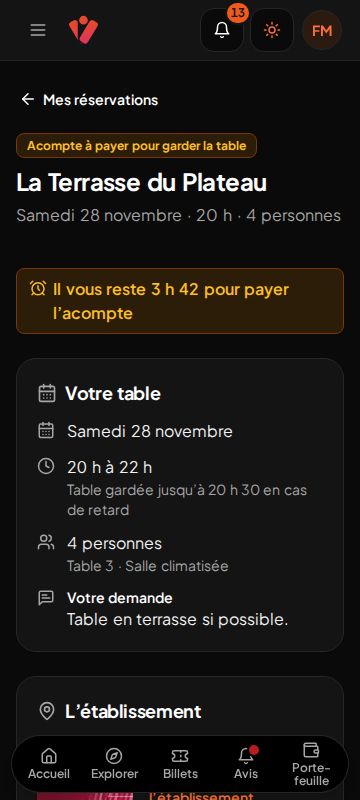 13
FM
Mes réservations
Acompte à payer pour garder la table
La Terrasse du Plateau
Samedi 28 novembre · 20 h · 4 personnes
Il vous reste 3 h 42 pour payer
l’acompte
Votre table
Samedi 28 novembre
20 h à 22 h
Table gardée jusqu’à 20 h 30 en cas
de retard
4 personnes
Table 3 · Salle climatisée
Votre demande
Table en terrasse si possible.
L’établissement
Accueil
Explorer
Billets
Avis
Porte-
feuille
l’établissement